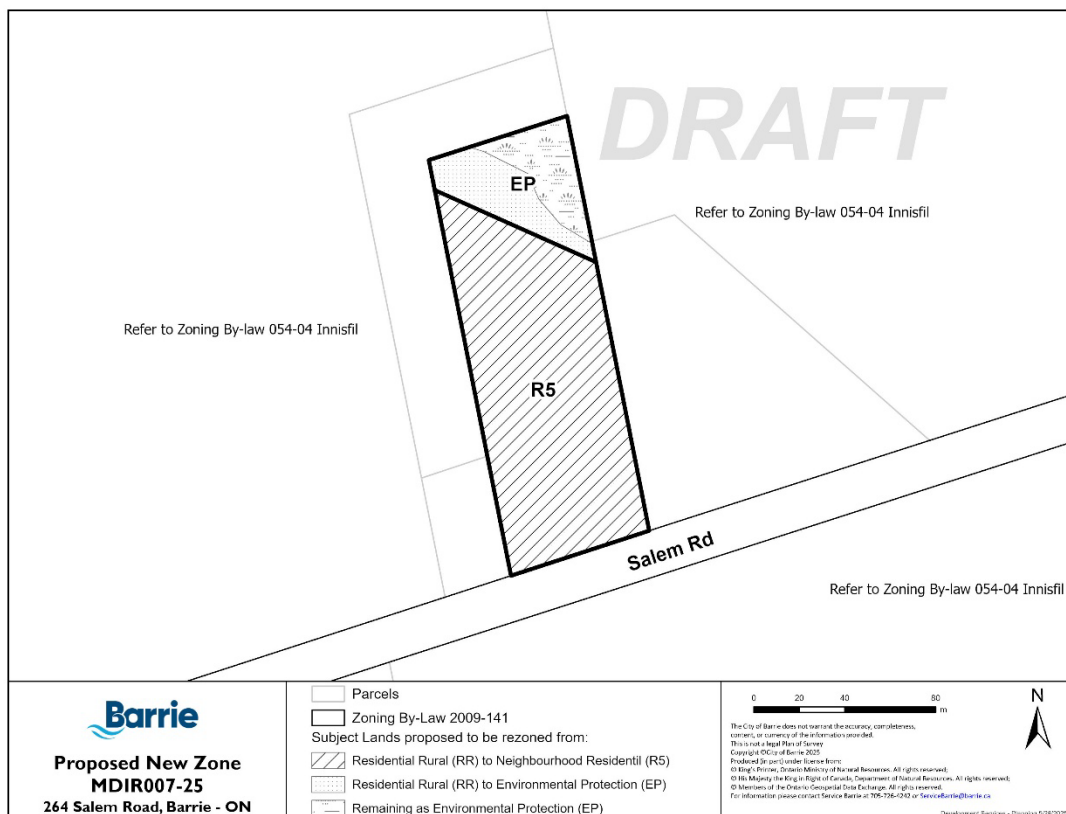 DRAFT
EP
Refer to Zoning By-law 054-04 Innisfil
Refer to Zoning By-law 054-04 Innisfil
R5
Salem Rd
Refer to Zoning By-law 054-04 Innisfil
Barrie
Proposed New Zone
MDIR007-25
264 Salem Road, Barrie - ON
Parcels
Zoning By-Law 2009-141
Subject Lands proposed to be rezoned from:
Residential Rural (RR) to Neighbourhood Residentil (R5)
Residential Rural (RR) to Environmental Protection (EP)
Remaining as Environmental Protection (EP)
0 20 40 80
m
N
The City of Barrie does not warrant the accuracy, completeness,
content, or currency of the information provided.
This is not a legal Plan of Survey
Copyright ©City of Barrie 2025
Produced (in part) under license from:
© King's Printer, Ontario Ministry of Natural Resources. All rights reserved;
© His Majesty the King in Right of Canada, Department of Natural Resources. All rights reserved;
© Members of the Ontario Geospatial Data Exchange. All rights reserved.
For information please contact Service Barrie at 705-726-4242 or ServiceBarrie@barrie.ca
Development Services - Planning